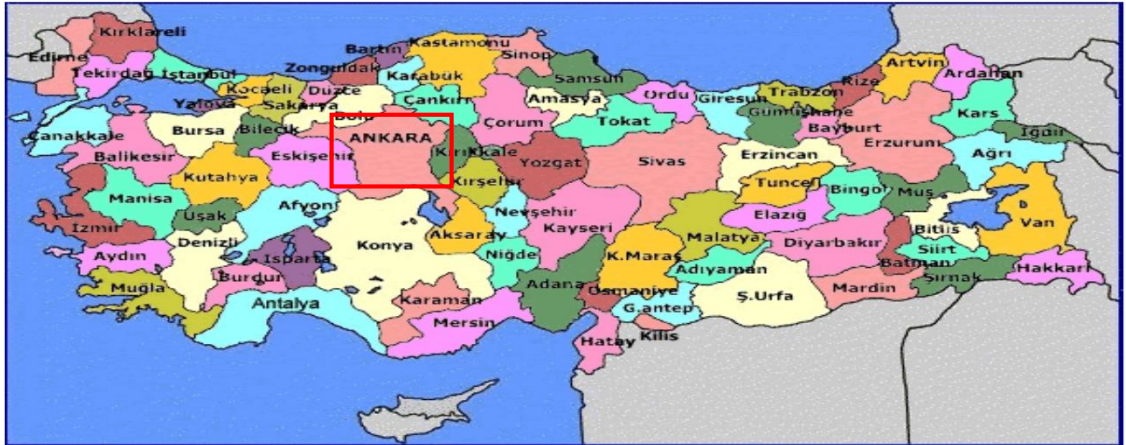 Kırklareli
Edirne
Tekirdağ
İstanbul
Kocaeli
Yalova
Sakarya
Düzce
Zonguldak
Bartın
Kastamonu
Karabük
Sinop
Samsun
Bolu
Çankırı
Çorum
Amasya
Tokat
Ordu
Giresun
Trabzon
Gümüşhane
Rize
Bayburt
Artvin
Ardahan
Kars
Iğdır
Ağrı
Erzurum
Erzincan
Çanakkale
Bursa
Bilecik
Balikesir
Eskişehir
ANKARA
Kırıkkale
Yozgat
Sivas
Kutahya
Kırşehir
Manisa
Uşak
Afyon
İzmir
Aydın
Denizli
Isparta
Burdur
Muğla
Antalya
Konya
Aksaray
Nevşehir
Niğde
Kayseri
Karaman
Mersin
Adana
K.Maraş
Osmaniye
Hatay
Kilis
G.antep
Adıyaman
Malatya
Tunceli
Elazığ
Bingol
Muş
Diyarbakır
Ş.Urfa
Mardin
Batman
Bitlis
Siirt
Şırnak
Van
Hakkari